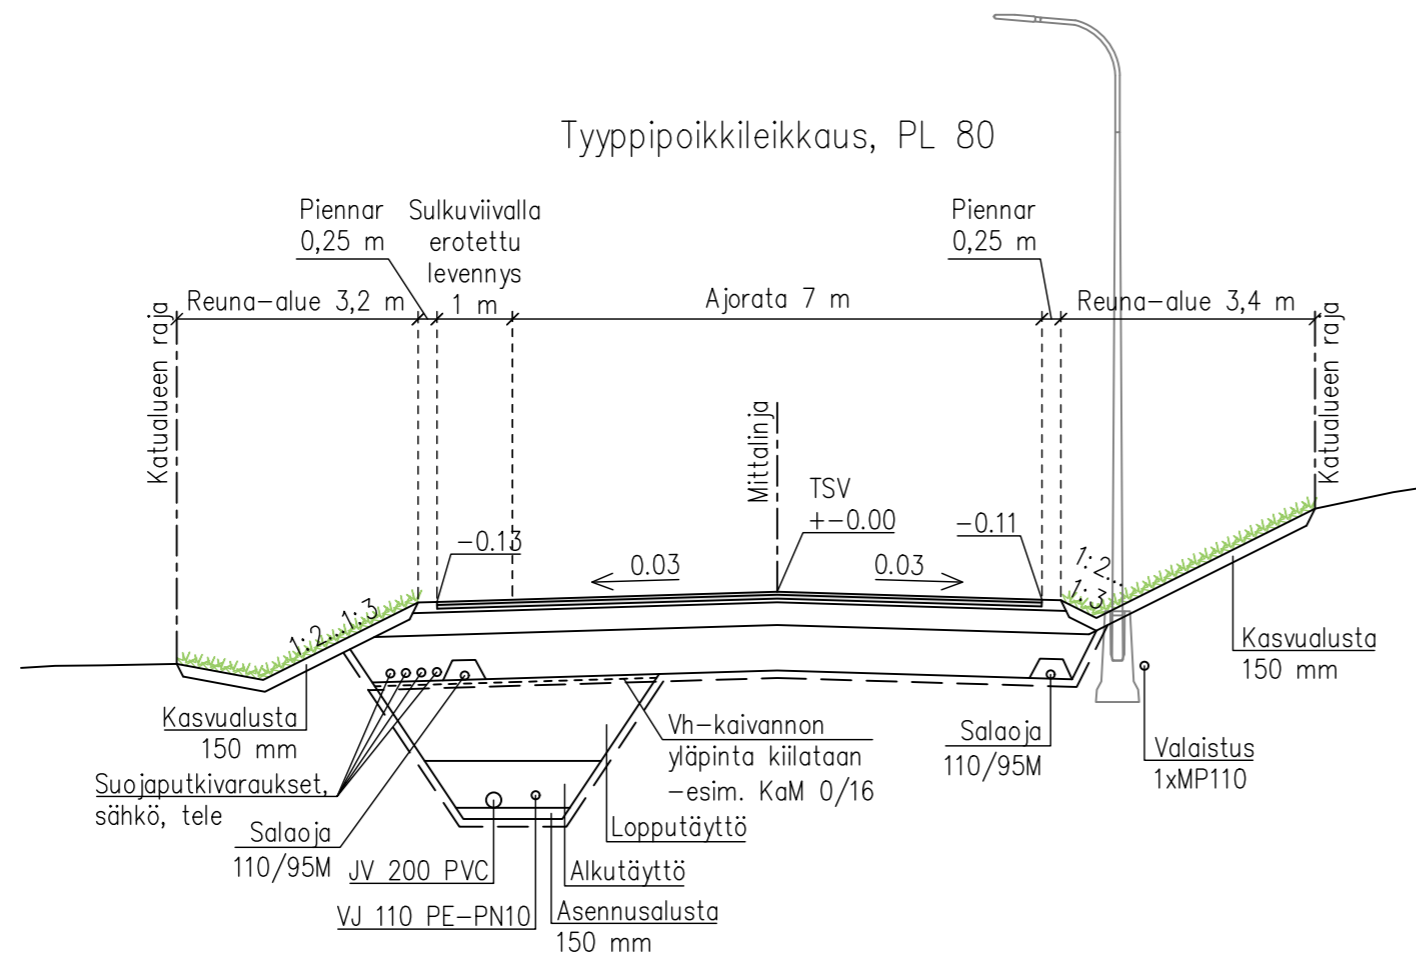 Tyyppipoikkileikkaus, PL 80
Piennar
0,25 m
Sulkuviivalla
erotettu
levennys
1 m
Piennar
0,25 m
Reuna-alue 3,2 m
Ajorata 7 m
Reuna-alue 3,4 m
Katualueen raja
Mittalinja
Katualueen raja
TSV
+-0.00
-0.13
-0.11
0.03
0.03
1:2...1:3
1:2...
1:3
Kasvualusta
150 mm
Kasvualusta
150 mm
Suojaputkivaraukset,
sähkö, tele
Salaoja
110/95M
JV 200 PVC
VJ 110 PE-PN10
Vh-kaivannon
yläpinta kiilataan
-esim. KaM 0/16
Lopputäyttö
Alkutäyttö
Asennusalusta
150 mm
Salaoja
110/95M
Valaistus
1xMP110